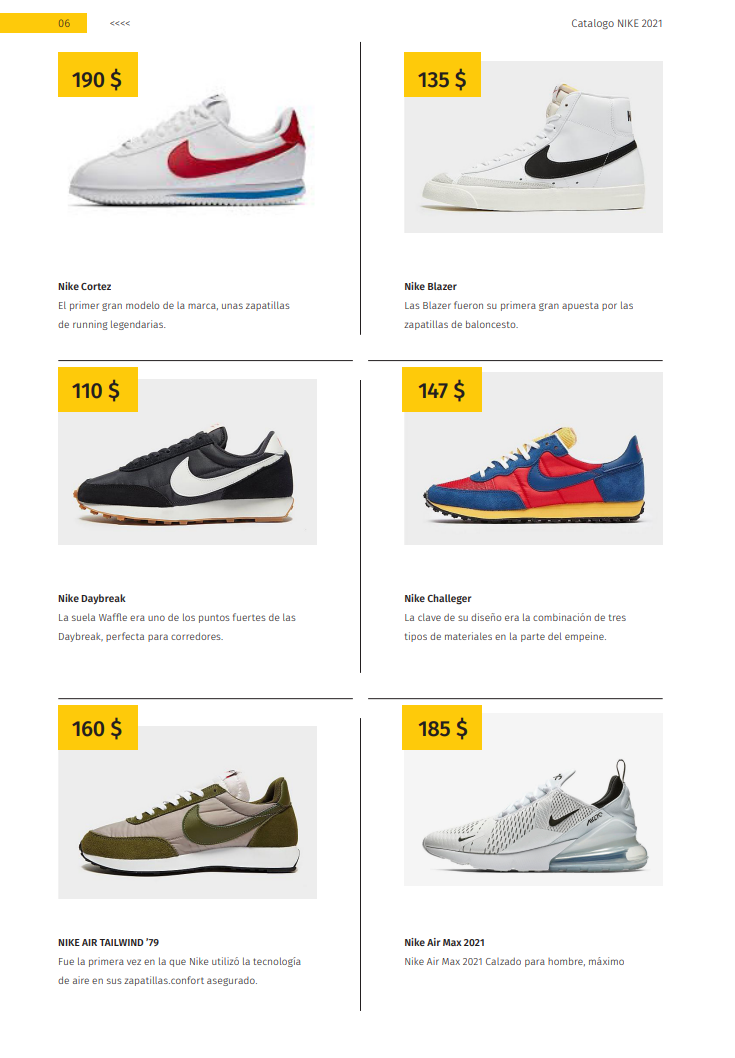 06
<<<<
Catalogo NIKE 2021
190 $
135 $
Nike Cortez
El primer gran modelo de la marca, unas zapatillas
de running legendarias.
Nike Blazer
Las Blazer fueron su primera gran apuesta por las
zapatillas de baloncesto.
110 $
147 $
Nike Daybreak
La suela Waffle era uno de los puntos fuertes de las
Daybreak, perfecta para corredores.
Nike Challeger
La clave de su diseño era la combinación de tres
tipos de materiales en la parte del empeine.
160 $
185 $
NIKE AIR TAILWIND '79
Fue la primera vez en la que Nike utilizó la tecnología
de aire en sus zapatillas.confort asegurado.
Nike Air Max 2021
Nike Air Max 2021 Calzado para hombre, máximo